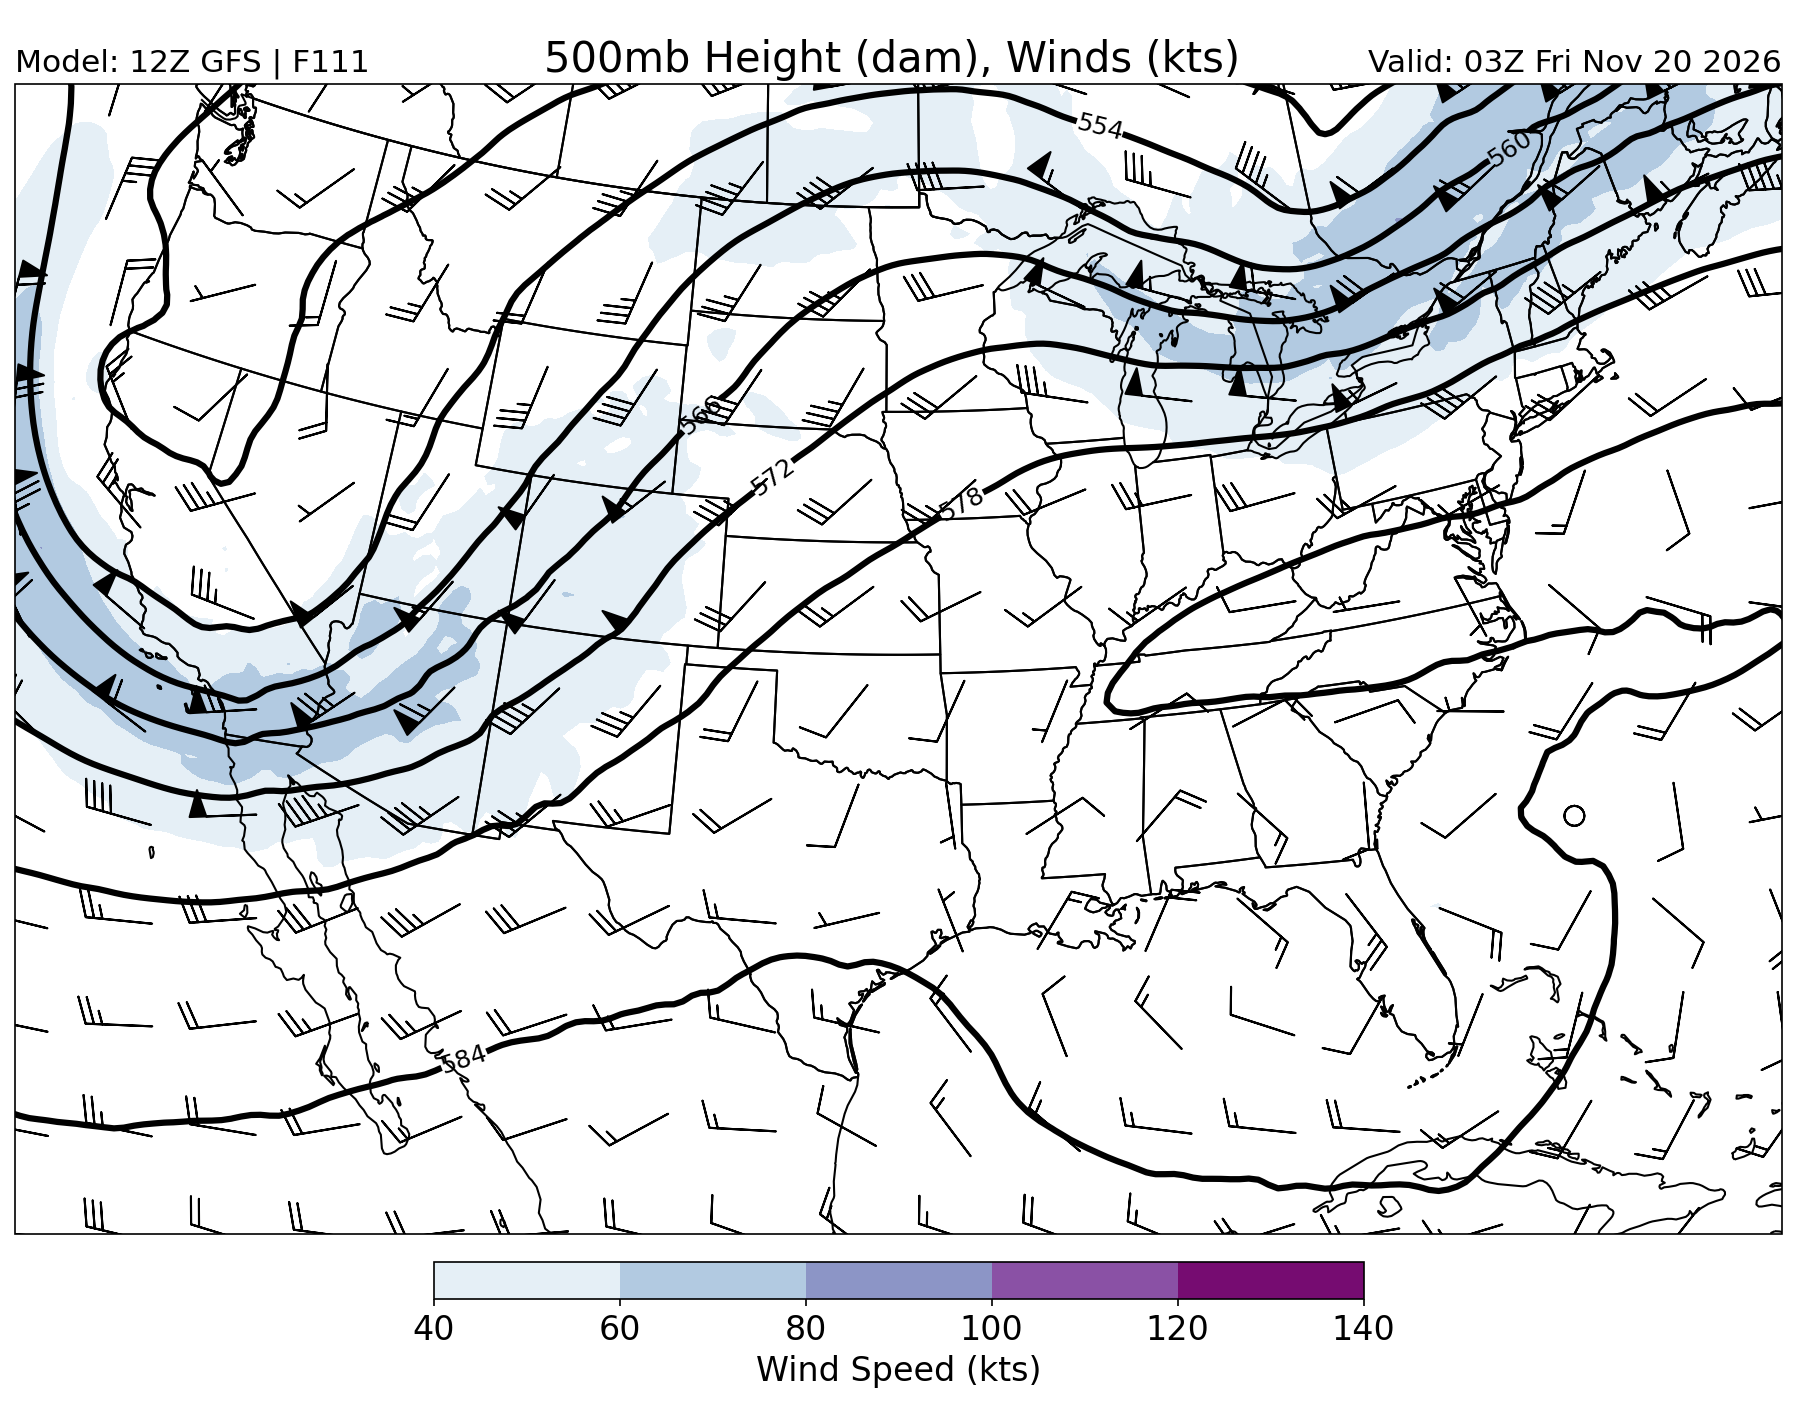 Model: 12Z GFS | F111
500mb Height (dam), Winds (kts)
Valid: 03Z Fri Nov 20 2026
554
560
566
572
578
584
40 60 80 100 120 140
Wind Speed (kts)